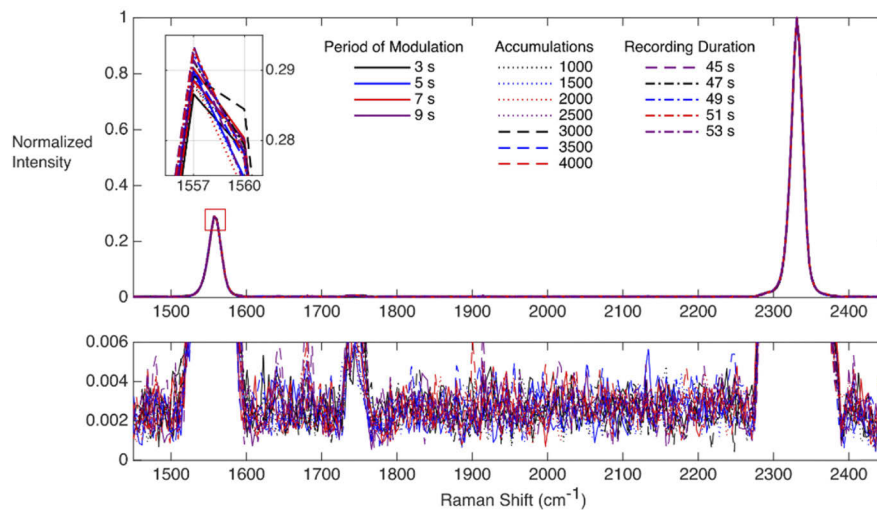 1
0.8
0.6
0.4
0.2
0
Normalized
Intensity
0.29
0.28
1557 1560
Period of Modulation
3 s
5 s
7 s
9 s
Accumulations
1000
1500
2000
2500
3000
3500
4000
Recording Duration
45 s
47 s
49 s
51 s
53 s
1500 1600 1700 1800 1900 2000 2100 2200 2300 2400
0.006
0.004
0.002
0
1500 1600 1700 1800 1900 2000 2100 2200 2300 2400
Raman Shift (cm⁻¹)